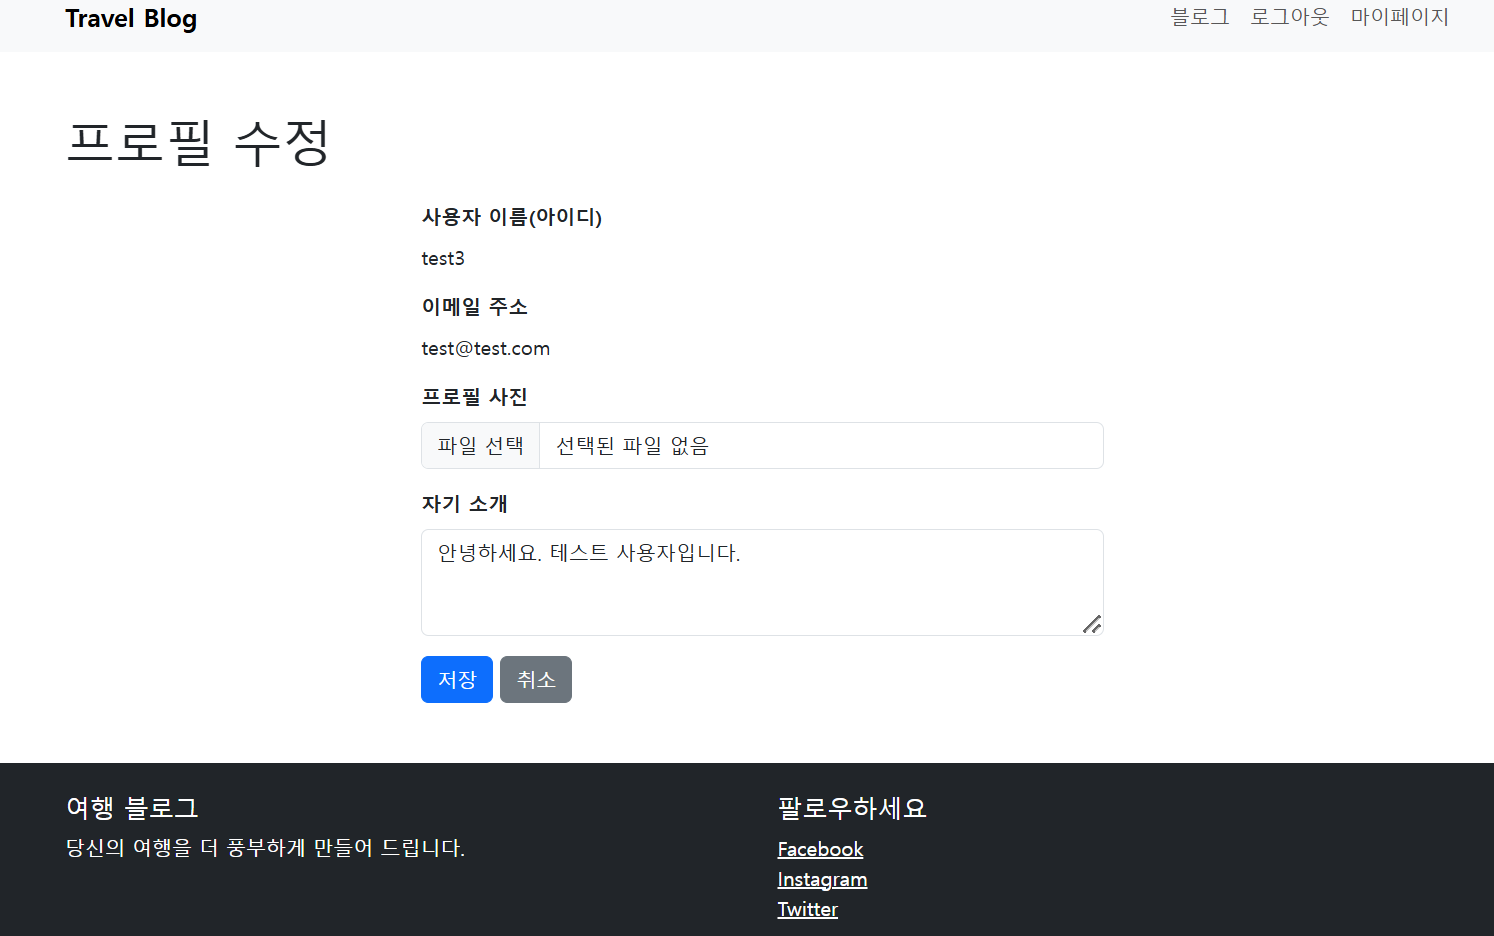 Travel Blog
블로그 로그아웃 마이페이지
프로필 수정
사용자 이름(아이디)
test3
이메일 주소
test@test.com
프로필 사진
파일 선택 선택된 파일 없음
자기 소개
안녕하세요. 테스트 사용자입니다.
저장 취소
여행 블로그
당신의 여행을 더 풍부하게 만들어 드립니다.
팔로우하세요
Facebook
Instagram
Twitter